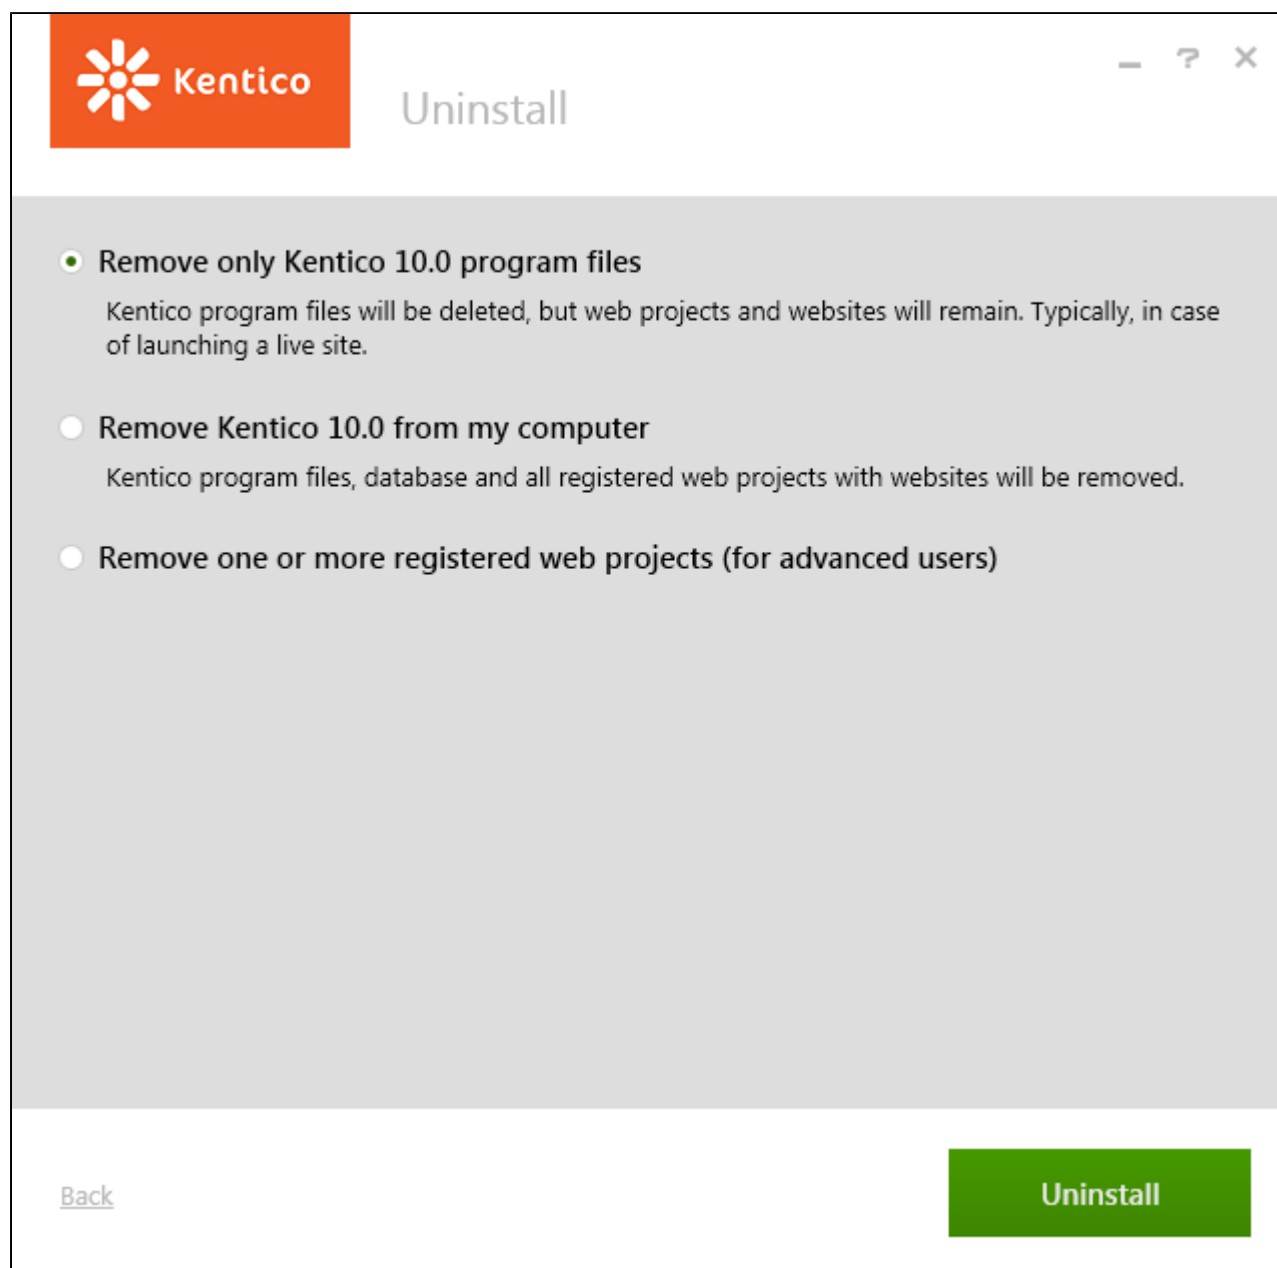 Kentico
Uninstall
Remove only Kentico 10.0 program files
Kentico program files will be deleted, but web projects and websites will remain. Typically, in case
of launching a live site.
Remove Kentico 10.0 from my computer
Kentico program files, database and all registered web projects with websites will be removed.
Remove one or more registered web projects (for advanced users)
Back
Uninstall